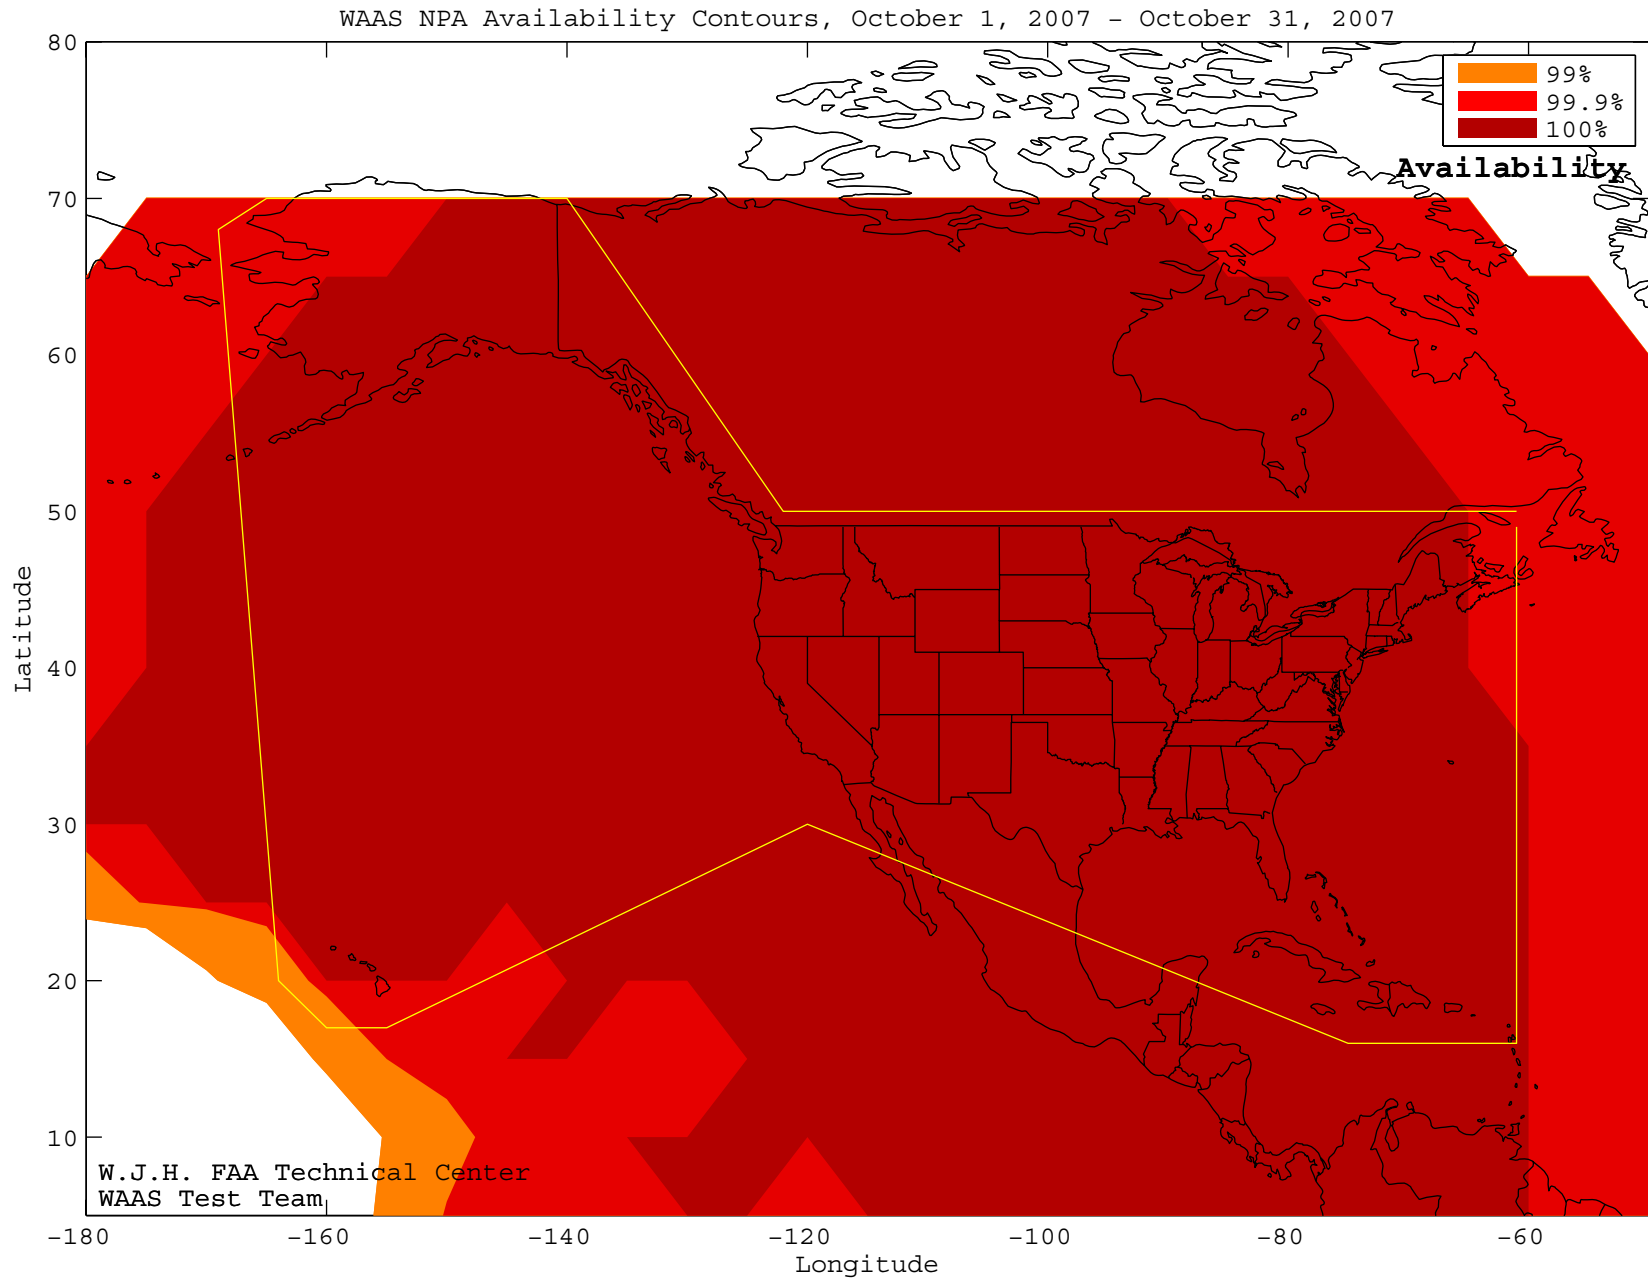 WAAS NPA Availability Contours, October 1, 2007 - October 31, 2007
80
70
60
50
40
30
20
10
Latitude
99%
99.9%
100%
Availability
W.J.H. FAA Technical Center
WAAS Test Team
-180 -160 -140 -120 -100 -80 -60
Longitude